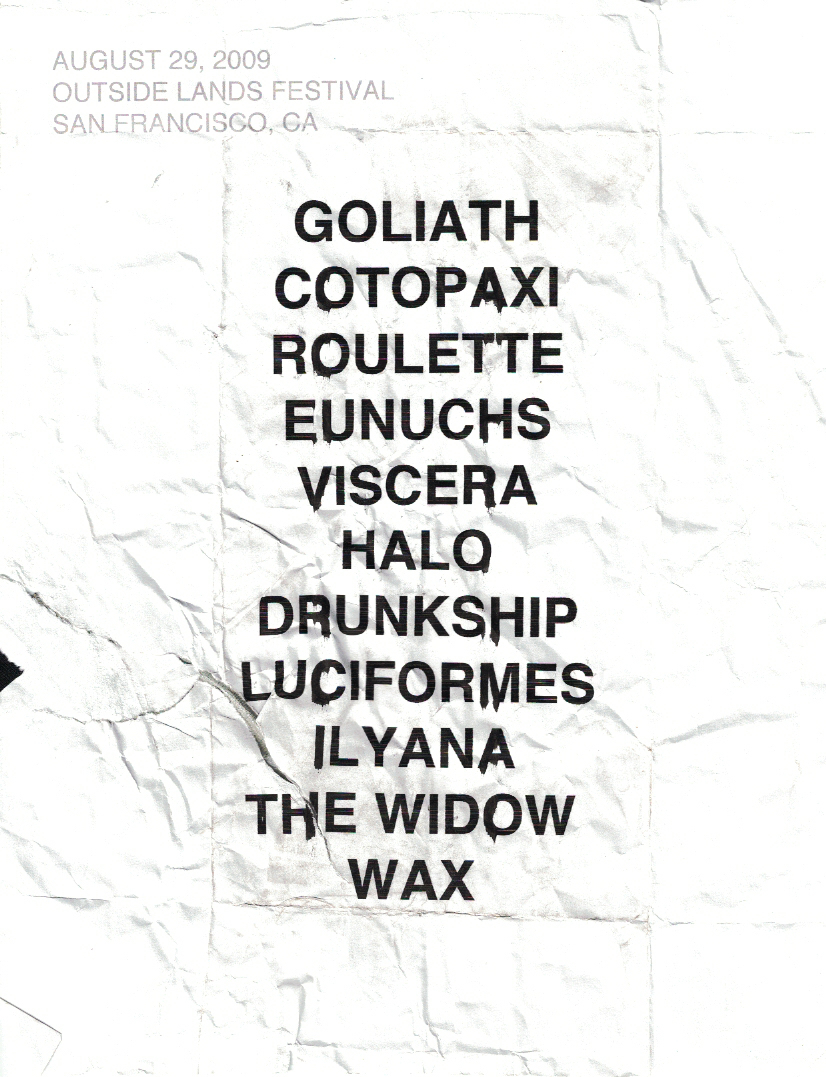 AUGUST 29, 2009
OUTSIDE LANDS FESTIVAL
SAN FRANCISCO, CA
GOLIATH
COTOPAXI
ROULETTE
EUNUCHS
VISCERA
HALO
DRUNKSHIP
LUCIFORMES
ILYANA
THE WIDOW
WAX